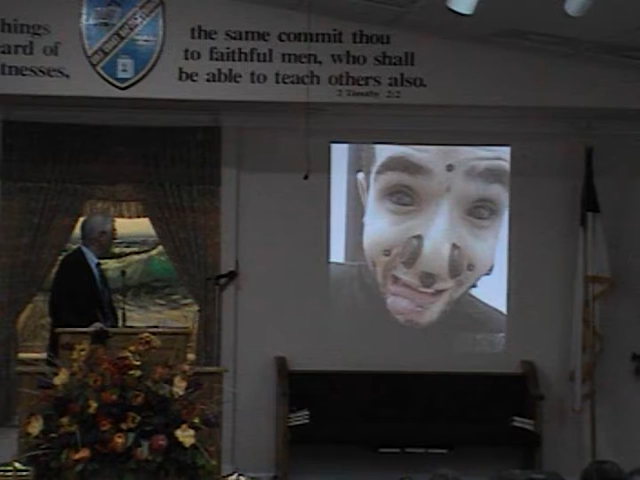 hings
ard of
tnesses,
the same commit thou
to faithful men, who shall
be able to teach others also.
2 Timothy 2:2